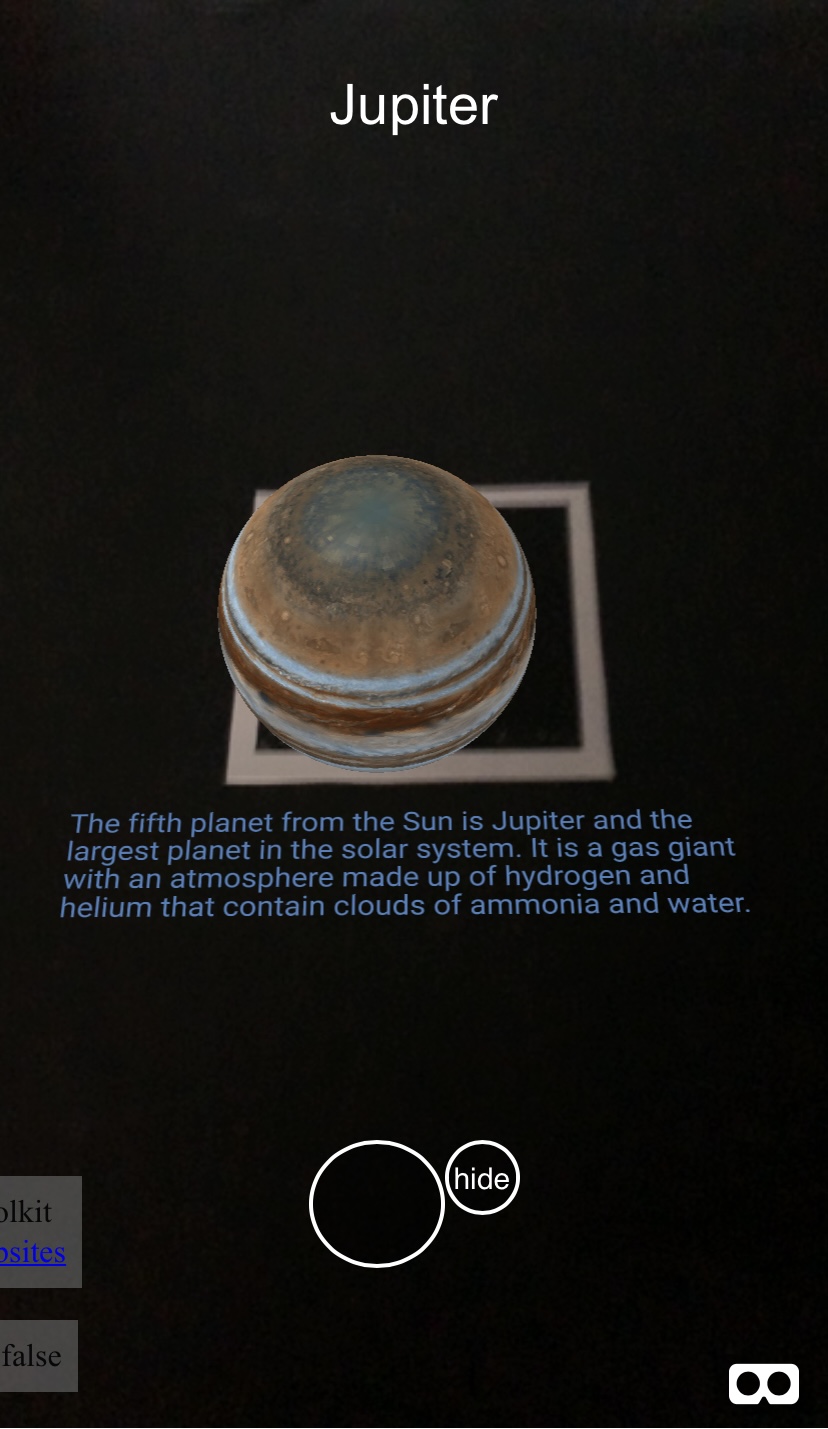 Jupiter
The fifth planet from the Sun is Jupiter and the
largest planet in the solar system. It is a gas giant
with an atmosphere made up of hydrogen and
helium that contain clouds of ammonia and water.
hide
olkit
osites
false